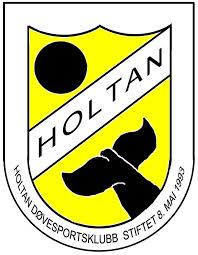 HOLTAN
HOLTAN DØVESPORTSKLUBB STIFTET 8. MAI 1993